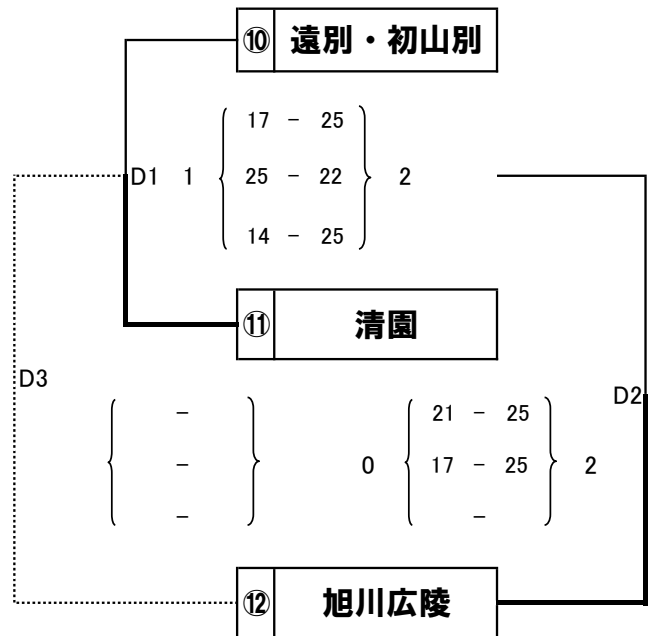 ⑩ 遠別・初山別
17 - 25
D1 1 25 - 22 2
14 - 25
⑪ 清園
D3
D2
- 21 - 25
- 0 17 - 25 2
- -
⑫ 旭川広陵